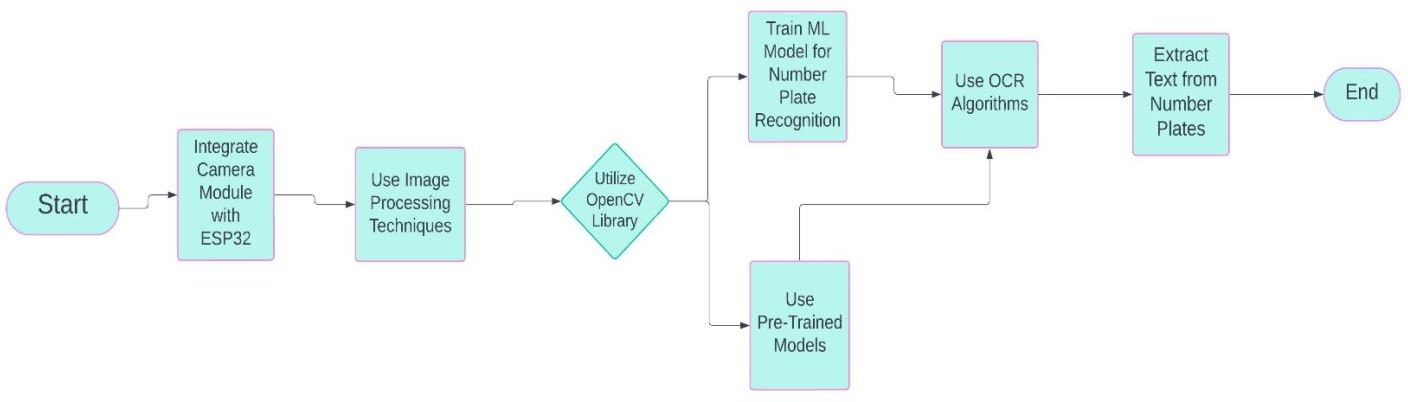 Start
Integrate
Camera
Module
with
ESP32
Use Image
Processing
Techniques
Utilize
OpenCV
Library
Train ML
Model for
Number
Plate
Recognition
Use
Pre-Trained
Models
Use OCR
Algorithms
Extract
Text from
Number
Plates
End